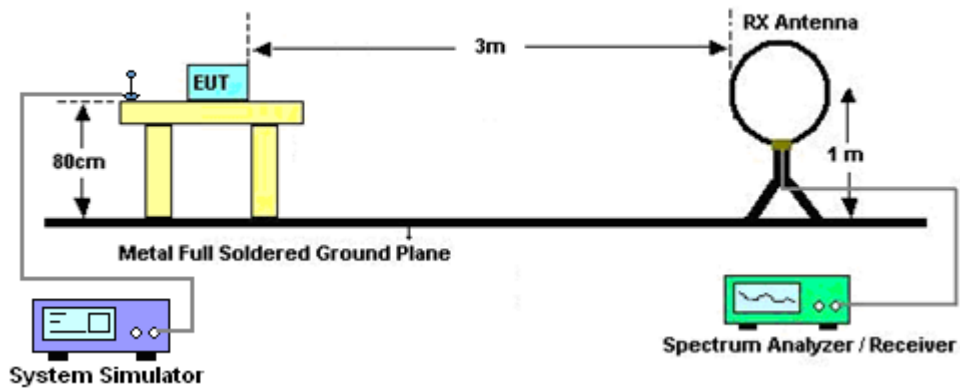 RX Antenna
3m
EUT
80cm
1 m
Metal Full Soldered Ground Plane
Spectrum Analyzer / Receiver
System Simulator